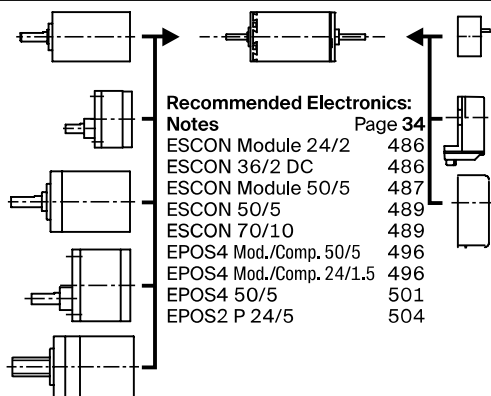 Recommended Electronics:
Notes Page 34
ESCON Module 24/2 486
ESCON 36/2 DC 486
ESCON Module 50/5 487
ESCON 50/5 489
ESCON 70/10 489
EPOS4 Mod./Comp. 50/5 496
EPOS4 Mod./Comp. 24/1.5 496
EPOS4 50/5 501
EPOS2 P 24/5 504